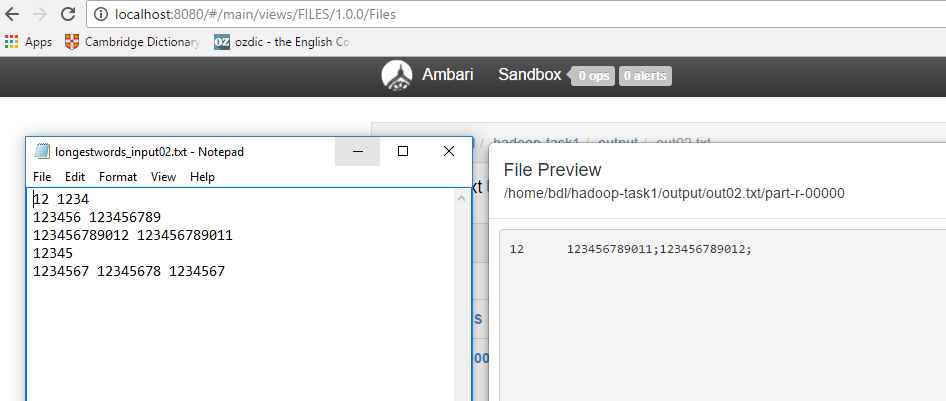 localhost:8080/#/main/views/FILES/1.0.0/Files
Apps Cambridge Dictionary OZ ozdic - the English Co
Ambari Sandbox 0 ops 0 alerts
hadoop-task1 / output / out02.txt
longestwords_input02.txt - Notepad
File Edit Format View Help
12 1234
123456 123456789
123456789012 123456789011
12345
1234567 12345678 1234567
File Preview
/home/bdl/hadoop-task1/output/out02.txt/part-r-00000
12 123456789011;123456789012;